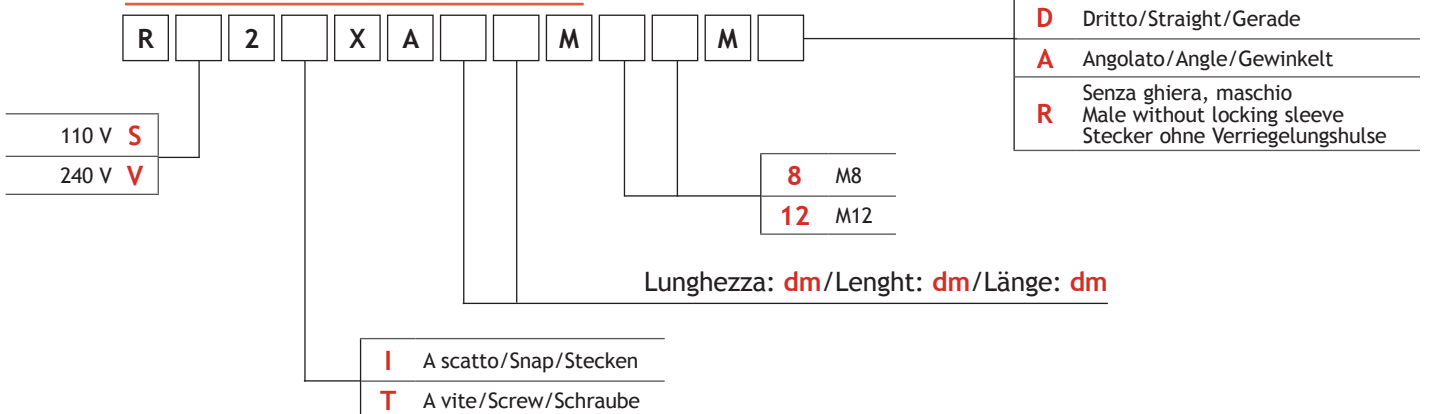 R 2 X A M M
D Dritto/Straight/Gerade
A Angolato/Angle/Gewinkelt
R Senza ghiera, maschio
Male without locking sleeve
Stecker ohne Verriegelungshulse
110 V S
240 V V
8 M8
12 M12
Lunghezza: dm/Lenght: dm/Länge: dm
I A scatto/Snap/Stecken
T A vite/Screw/Schraube